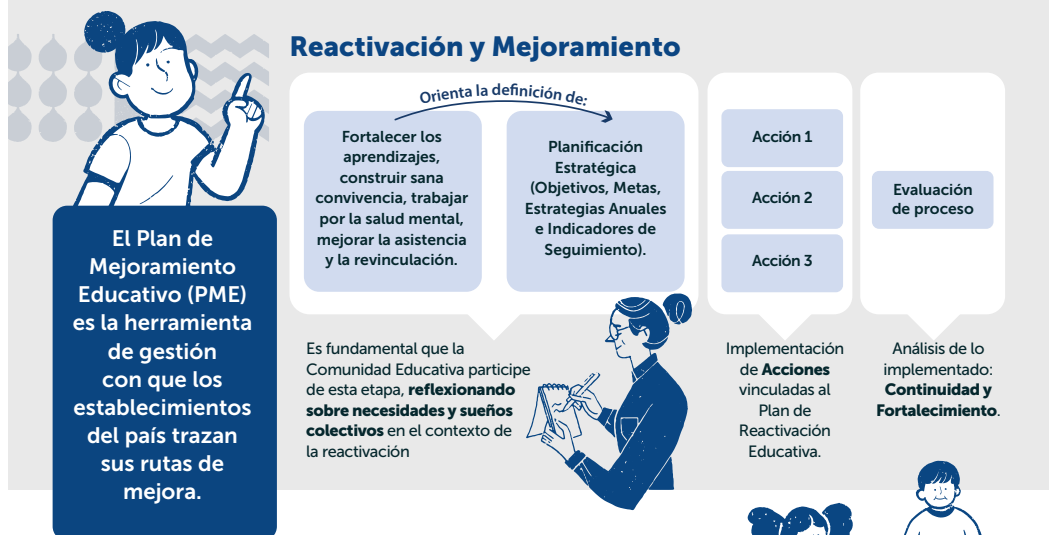 Reactivación y Mejoramiento
Orienta la definición de:
Fortalecer los
aprendizajes,
construir sana
convivencia, trabajar
por la salud mental,
mejorar la asistencia
y la revinculación.
Planificación
Estratégica
(Objetivos, Metas,
Estrategias Anuales
e Indicadores de
Seguimiento).
Acción 1
Acción 2
Acción 3
Evaluación
de proceso
El Plan de
Mejoramiento
Educativo (PME)
es la herramienta
de gestión
con que los
establecimientos
del país trazan
sus rutas de
mejora.
Es fundamental que la
Comunidad Educativa participe
de esta etapa, reflexionando
sobre necesidades y sueños
colectivos en el contexto de
la reactivación
Implementación
de Acciones
vinculadas al
Plan de
Reactivación
Educativa.
Análisis de lo
implementado:
Continuidad y
Fortalecimiento.